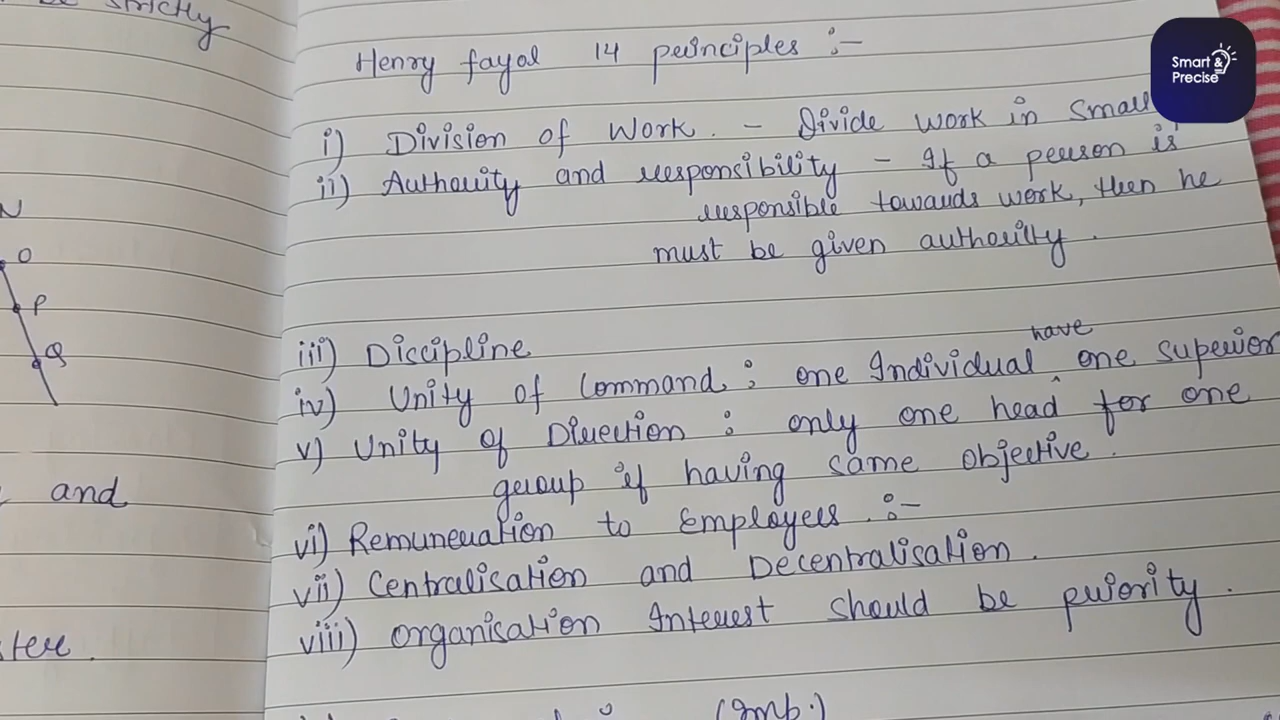 be strictly
Henry fayol 14 principles :-
Smart &
Precise
i) Division of Work. - Divide work in small
ii) Authority and responsibility - If a person is
responsible towards work, then he
must be given authority.
N
O
P
Q
iii) Discipline
have
iv) Unity of Command : one Individual ^ one superior
v) Unity of Direction : only one head for one
group if having same objective.
and
vi) Remuneration to Employees :-
vii) Centralisation and Decentralisation.
viii) Organisation Interest should be priority.
(Imp.)